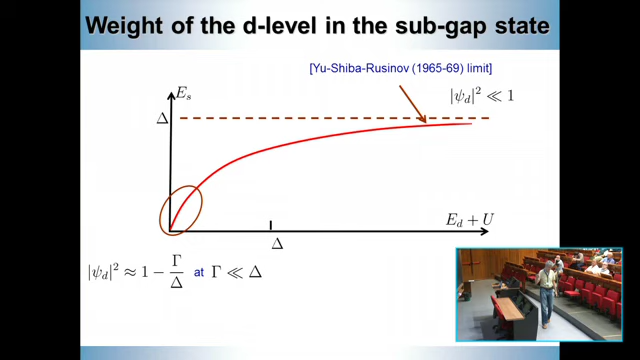 Weight of the d-level in the sub-gap state
[Yu-Shiba-Rusinov (1965-69) limit]
E_s
|ψ_d|² ≪ 1
Δ
E_d + U
Δ
|ψ_d|² ≈ 1 − Γ/Δ at Γ ≪ Δ